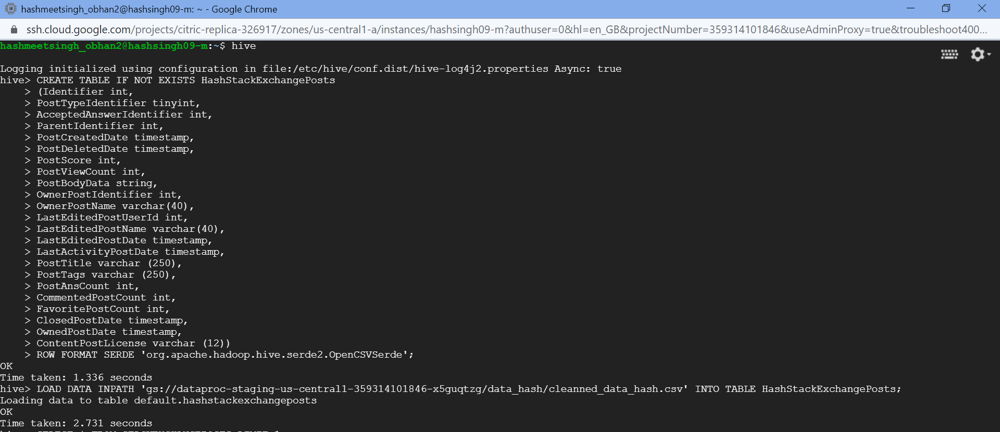 hashmeetsingh_obhan2@hashsingh09-m: ~ - Google Chrome
ssh.cloud.google.com/projects/citric-replica-326917/zones/us-central1-a/instances/hashsingh09-m?authuser=0&hl=en_GB&projectNumber=359314101846&useAdminProxy=true&troubleshoot400...
hashmeetsingh_obhan2@hashsingh09-m:~$ hive
Logging initialized using configuration in file:/etc/hive/conf.dist/hive-log4j2.properties Async: true
hive> CREATE TABLE IF NOT EXISTS HashStackExchangePosts
    > (Identifier int,
    > PostTypeIdentifier tinyint,
    > AcceptedAnswerIdentifier int,
    > ParentIdentifier int,
    > PostCreatedDate timestamp,
    > PostDeletedDate timestamp,
    > PostScore int,
    > PostViewCount int,
    > PostBodyData string,
    > OwnerPostIdentifier int,
    > OwnerPostName varchar(40),
    > LastEditedPostUserId int,
    > LastEditedPostName varchar(40),
    > LastEditedPostDate timestamp,
    > LastActivityPostDate timestamp,
    > PostTitle varchar (250),
    > PostTags varchar (250),
    > PostAnsCount int,
    > CommentedPostCount int,
    > FavoritePostCount int,
    > ClosedPostDate timestamp,
    > OwnedPostDate timestamp,
    > ContentPostLicense varchar (12))
    > ROW FORMAT SERDE 'org.apache.hadoop.hive.serde2.OpenCSVSerde';
OK
Time taken: 1.336 seconds
hive> LOAD DATA INPATH 'gs://dataproc-staging-us-central1-359314101846-x5guqtzg/data_hash/cleanned_data_hash.csv' INTO TABLE HashStackExchangePosts;
Loading data to table default.hashstackexchangeposts
OK
Time taken: 2.731 seconds